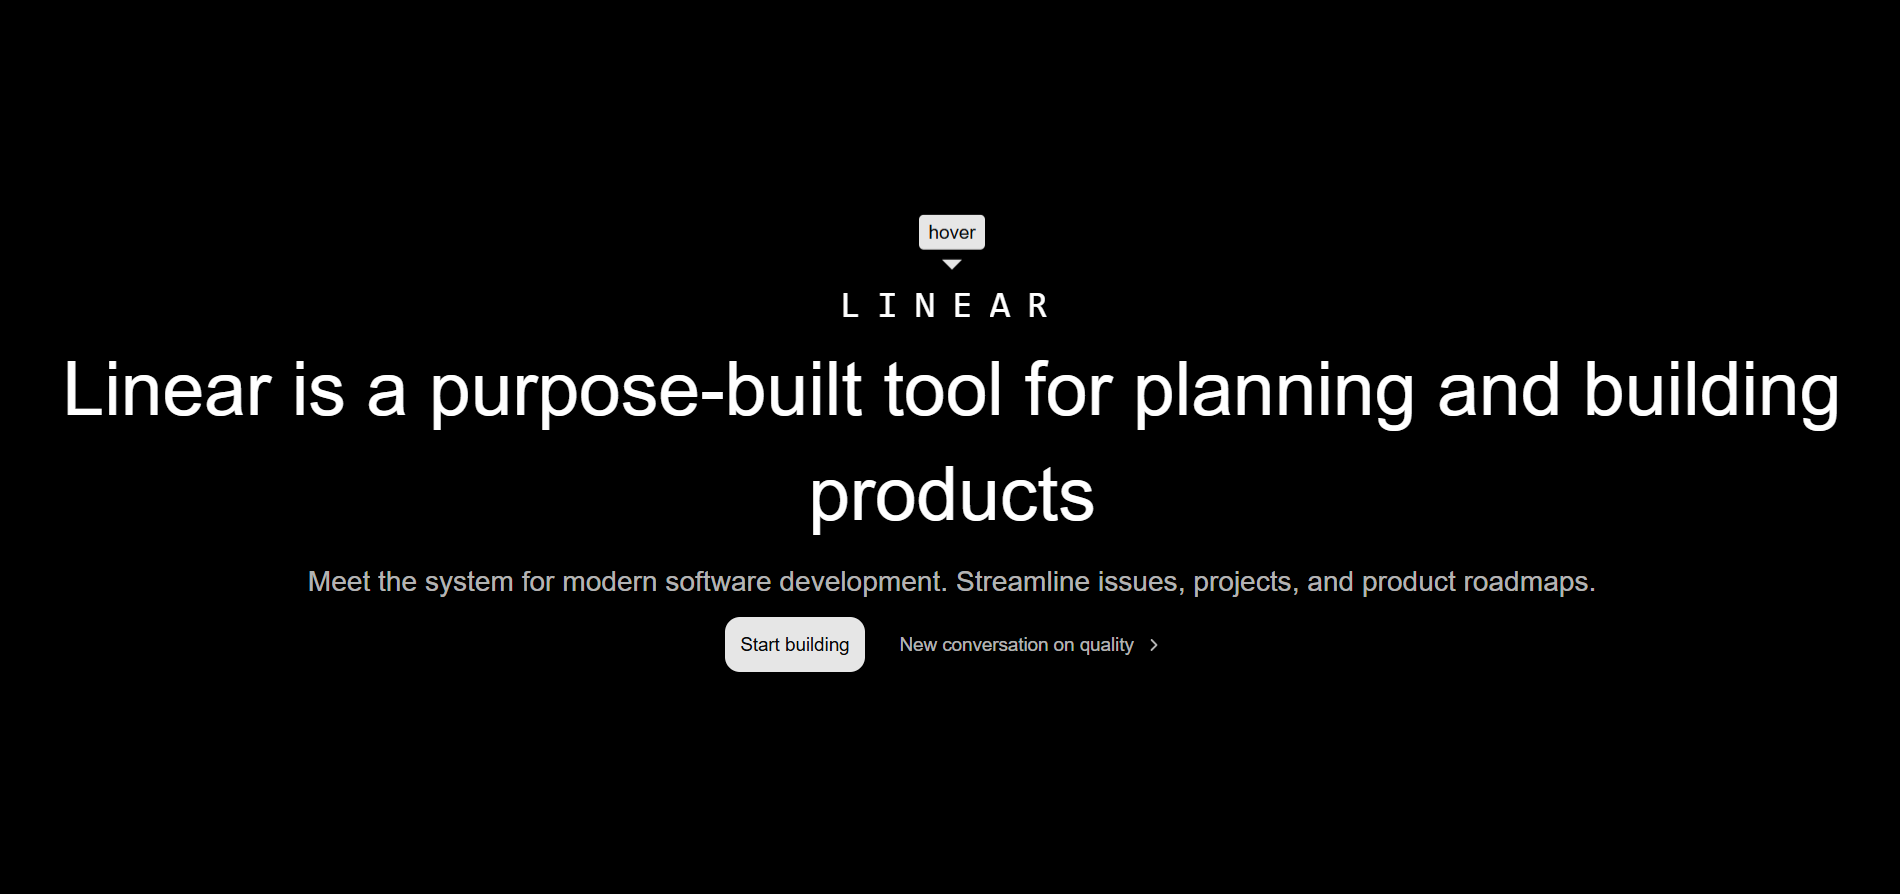 hover
LINEAR
Linear is a purpose-built tool for planning and building
products
Meet the system for modern software development. Streamline issues, projects, and product roadmaps.
Start building
New conversation on quality